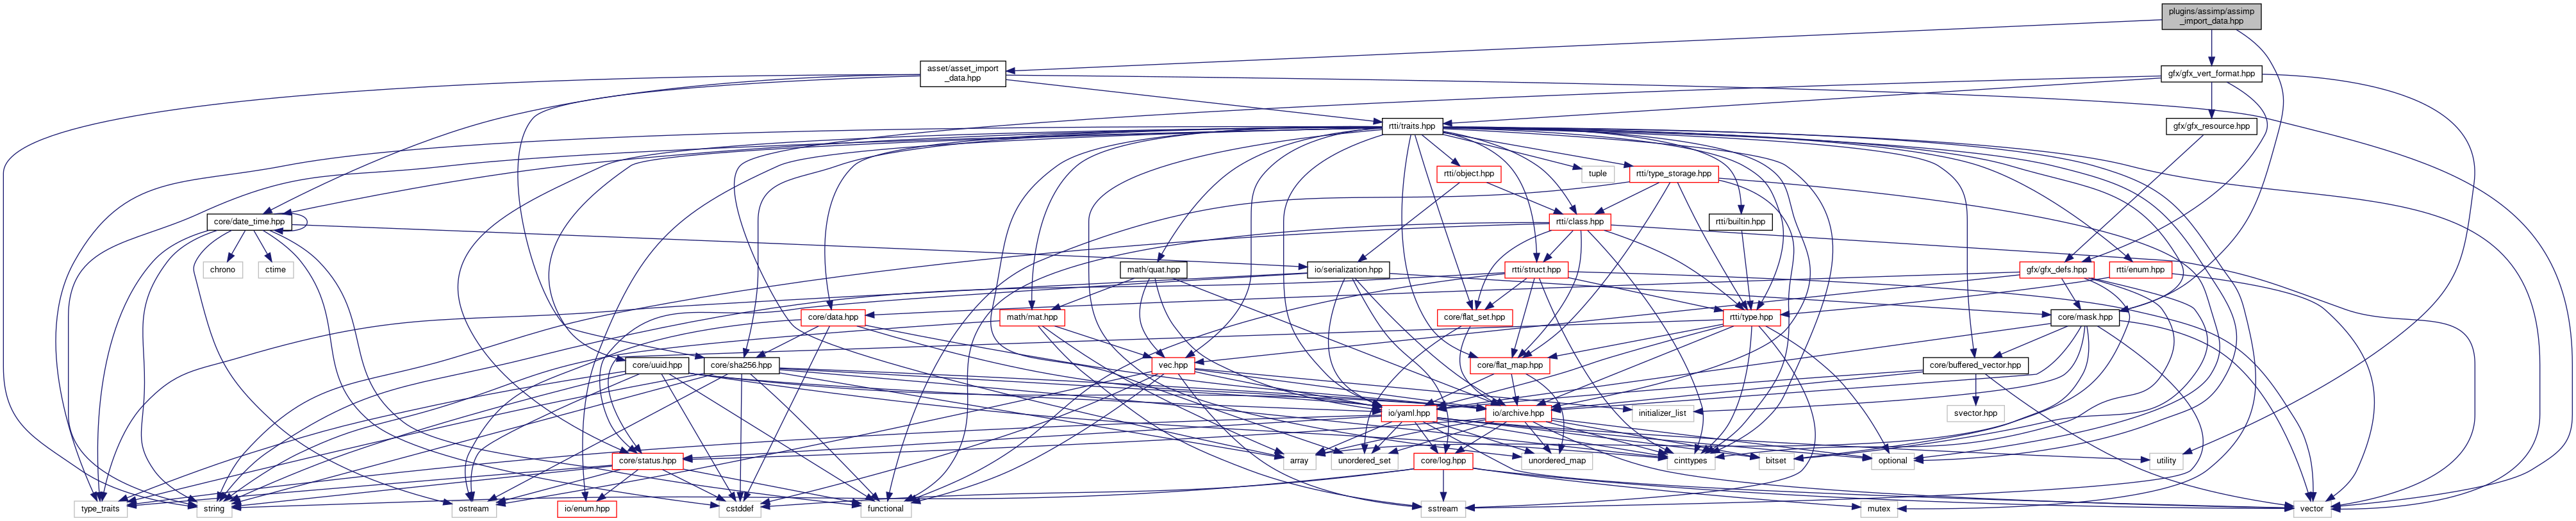 plugins/assimp/assimp
_import_data.hpp
asset/asset_import
_data.hpp
gfx/gfx_vert_format.hpp
rtti/traits.hpp
gfx/gfx_resource.hpp
rtti/object.hpp
tuple
rtti/type_storage.hpp
core/date_time.hpp
rtti/class.hpp
rtti/builtin.hpp
chrono
ctime
math/quat.hpp
io/serialization.hpp
rtti/struct.hpp
gfx/gfx_defs.hpp
rtti/enum.hpp
core/data.hpp
math/mat.hpp
core/flat_set.hpp
rtti/type.hpp
core/mask.hpp
core/uuid.hpp
core/sha256.hpp
vec.hpp
core/flat_map.hpp
core/buffered_vector.hpp
io/yaml.hpp
io/archive.hpp
initializer_list
svector.hpp
core/status.hpp
array
unordered_set
core/log.hpp
unordered_map
cinttypes
bitset
optional
utility
type_traits
string
ostream
io/enum.hpp
cstddef
functional
sstream
mutex
vector